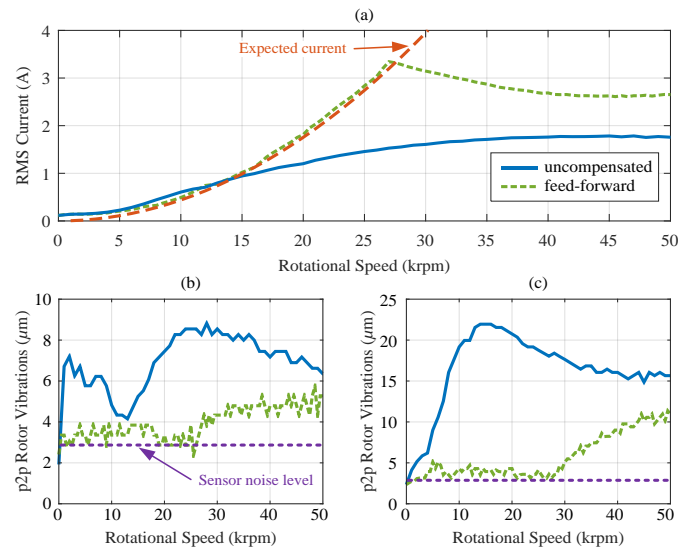 (a)
4
3
2
1
0
RMS Current (A)
Expected current
uncompensated
feed-forward
0 5 10 15 20 25 30 35 40 45 50
Rotational Speed (krpm)
(b)
10
8
6
4
2
0
p2p Rotor Vibrations (μm)
Sensor noise level
0 10 20 30 40 50
Rotational Speed (krpm)
(c)
25
20
15
10
5
0
p2p Rotor Vibrations (μm)
0 10 20 30 40 50
Rotational Speed (krpm)